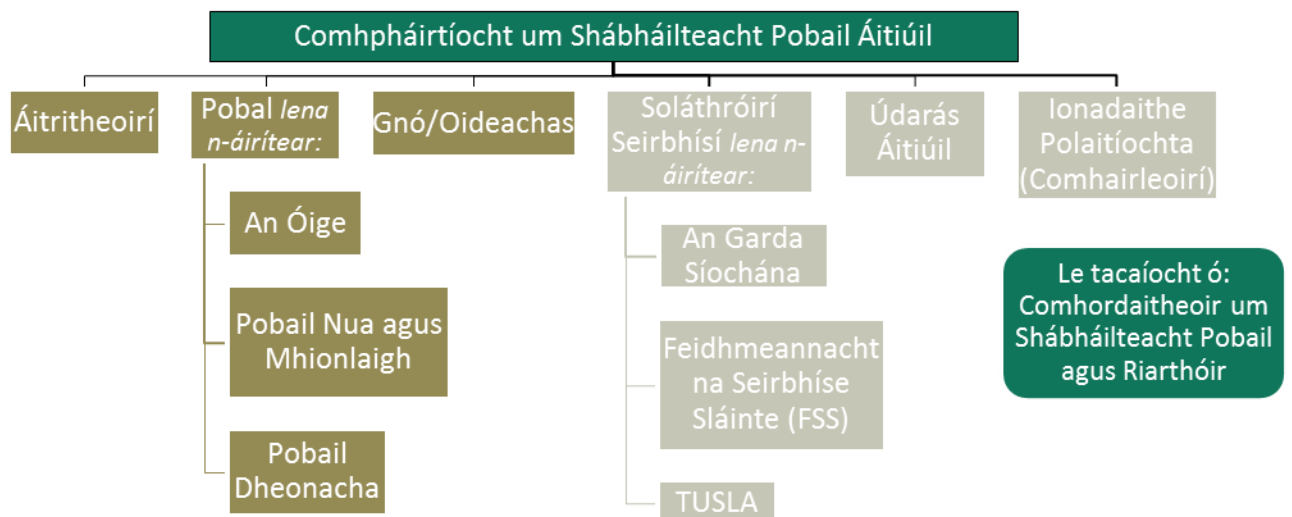 Comhpháirtíocht um Shábháilteacht Pobail Áitiúil
Áitritheoirí
Pobal lena
n-áirítear:
An Óige
Pobail Nua agus
Mhionlaigh
Pobail
Dheonacha
Gnó/Oideachas
Soláthróirí
Seirbhísí lena n-
áirítear:
An Garda
Síochána
Feidhmeannacht
na Seirbhíse
Sláinte (FSS)
TUSLA
Údarás
Áitiúil
Ionadaithe
Polaitíochta
(Comhairleoirí)
Le tacaíocht ó:
Comhordaitheoir um
Shábháilteacht Pobail
agus Riarthóir